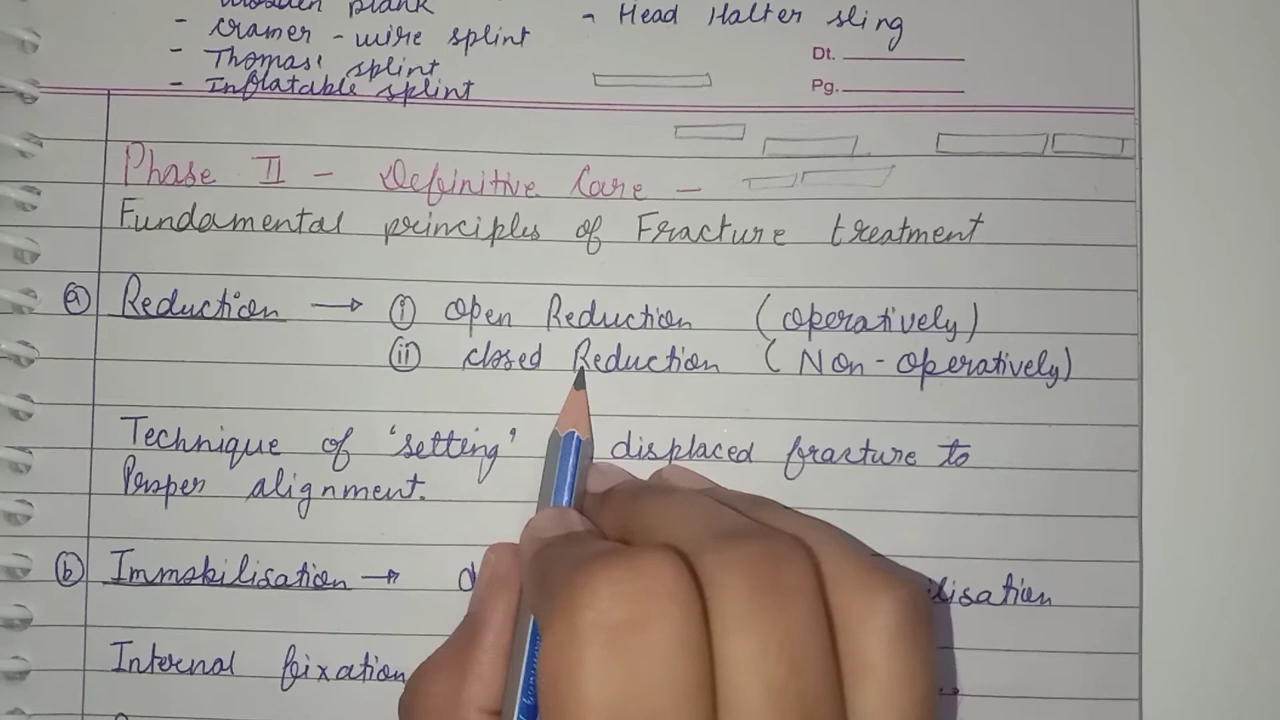 plank
- Head Halter sling
- Cramer - wire splint
- Thomas' splint
Dt.
- Inflatable splint
Pg.
Phase II - Definitive Care -
Fundamental principles of Fracture treatment
(a) Reduction → (i) Open Reduction (Operatively)
(ii) closed Reduction (Non-operatively)
Technique of 'setting' displaced fracture to
Proper alignment.
(b) Immobilisation →
Internal fixation